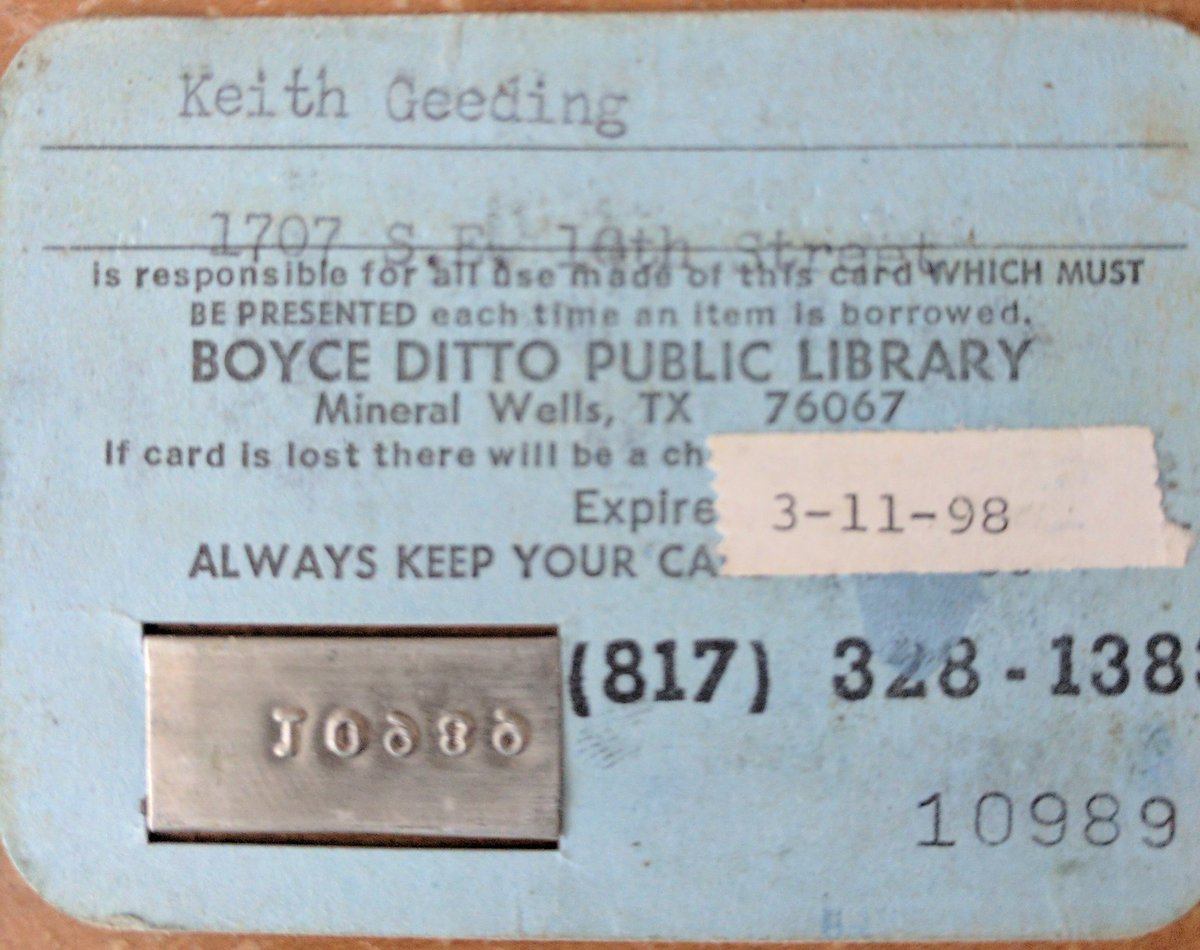 Keith Geeding
1707 S.E. 10th Street
is responsible for all use made of this card WHICH MUST
BE PRESENTED each time an item is borrowed.
BOYCE DITTO PUBLIC LIBRARY
Mineral Wells, TX 76067
If card is lost there will be a ch
Expire 3-11-98
ALWAYS KEEP YOUR CA
(817) 328-138
10989
10989